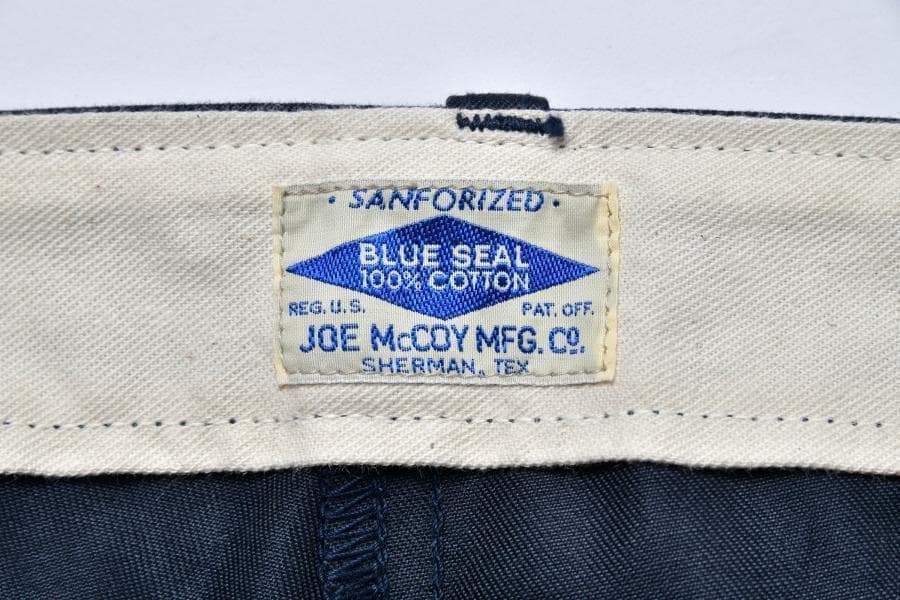 · SANFORIZED ·
BLUE SEAL
100% COTTON
REG. U.S. PAT. OFF.
JOE McCOY MFG. Co.
SHERMAN, TEX